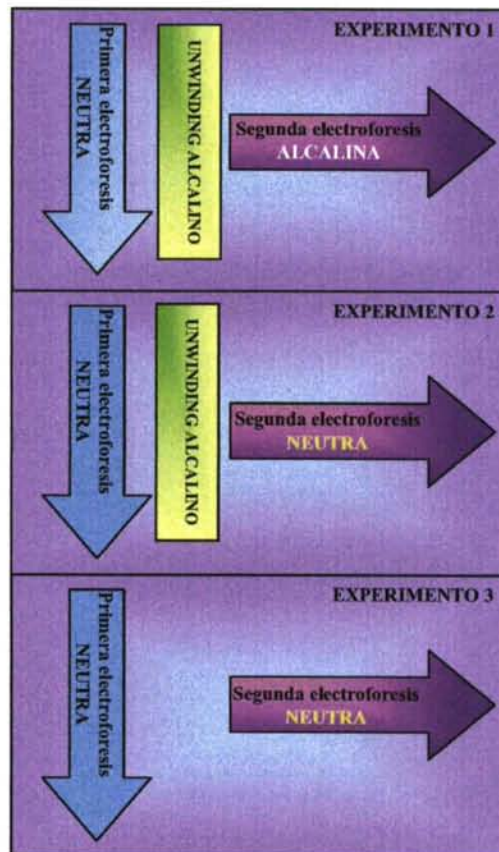 EXPERIMENTO 1
Primera electroforesis
NEUTRA
UNWINDING ALCALINO
Segunda electroforesis
ALCALINA
EXPERIMENTO 2
Primera electroforesis
NEUTRA
UNWINDING ALCALINO
Segunda electroforesis
NEUTRA
EXPERIMENTO 3
Primera electroforesis
NEUTRA
Segunda electroforesis
NEUTRA